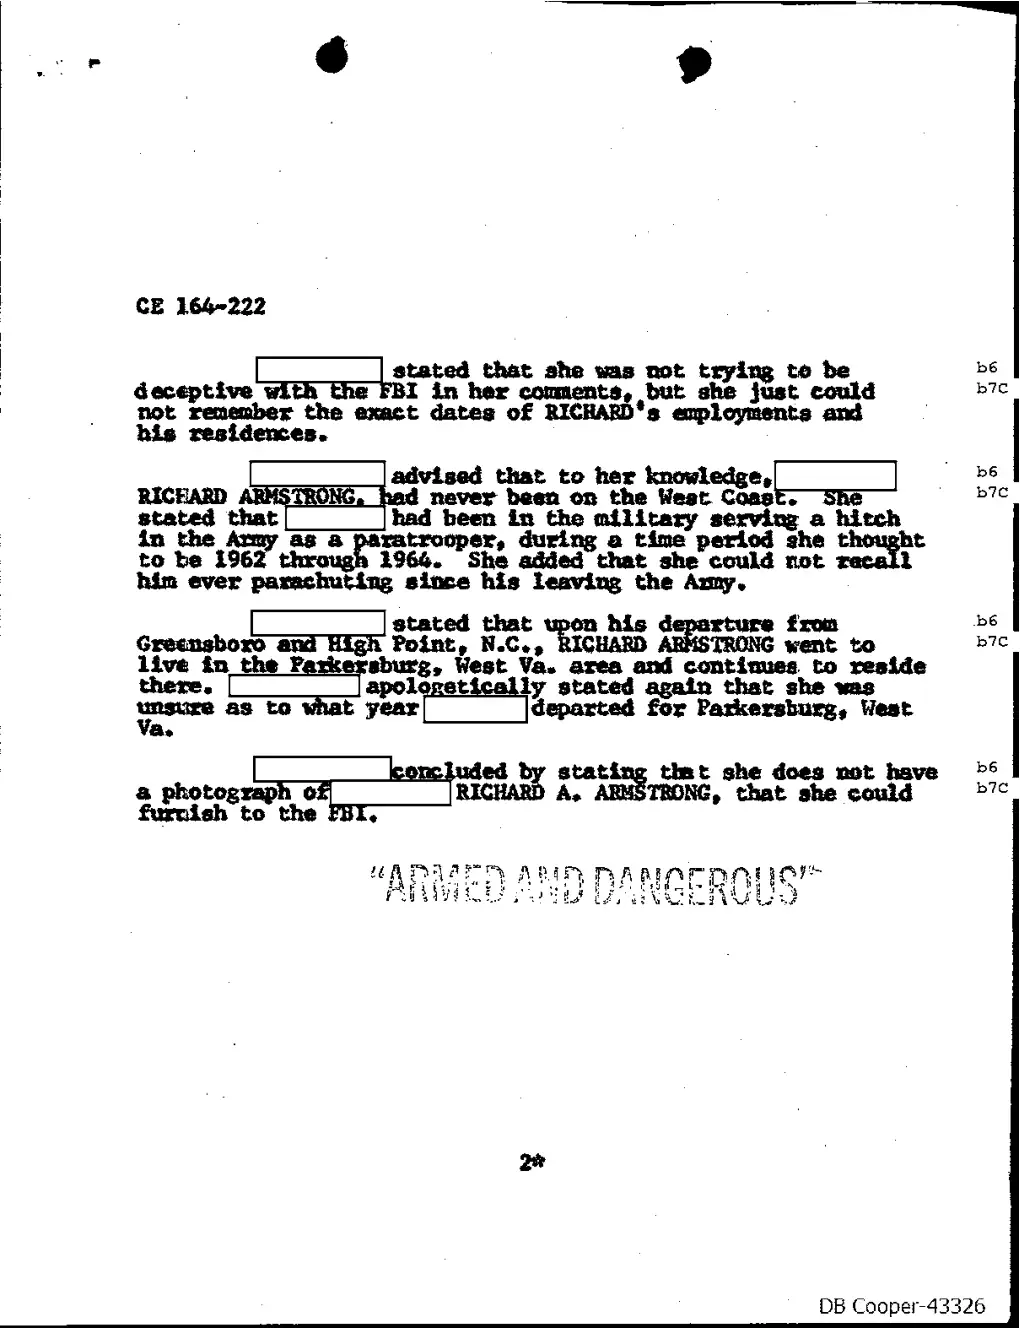 CE 164-222
stated that she was not trying to be b6
deceptive with the FBI in her comments, but she just could b7C
not remember the exact dates of RICHARD's employments and
his residences.
advised that to her knowledge, b6
RICHARD ARMSTRONG, had never been on the West Coast. She b7C
stated that had been in the military serving a hitch
in the Army as a paratrooper, during a time period she thought
to be 1962 through 1964. She added that she could not recall
him ever parachuting since his leaving the Army.
stated that upon his departure from b6
Greensboro and High Point, N.C., RICHARD ARMSTRONG went to b7C
live in the Parkersburg, West Va. area and continues to reside
there. apologetically stated again that she was
unsure as to what year departed for Parkersburg, West
Va.
concluded by stating that she does not have b6
a photograph of RICHARD A. ARMSTRONG, that she could b7C
furnish to the FBI.
"ARMED AND DANGEROUS"
2*
DB Cooper-43326